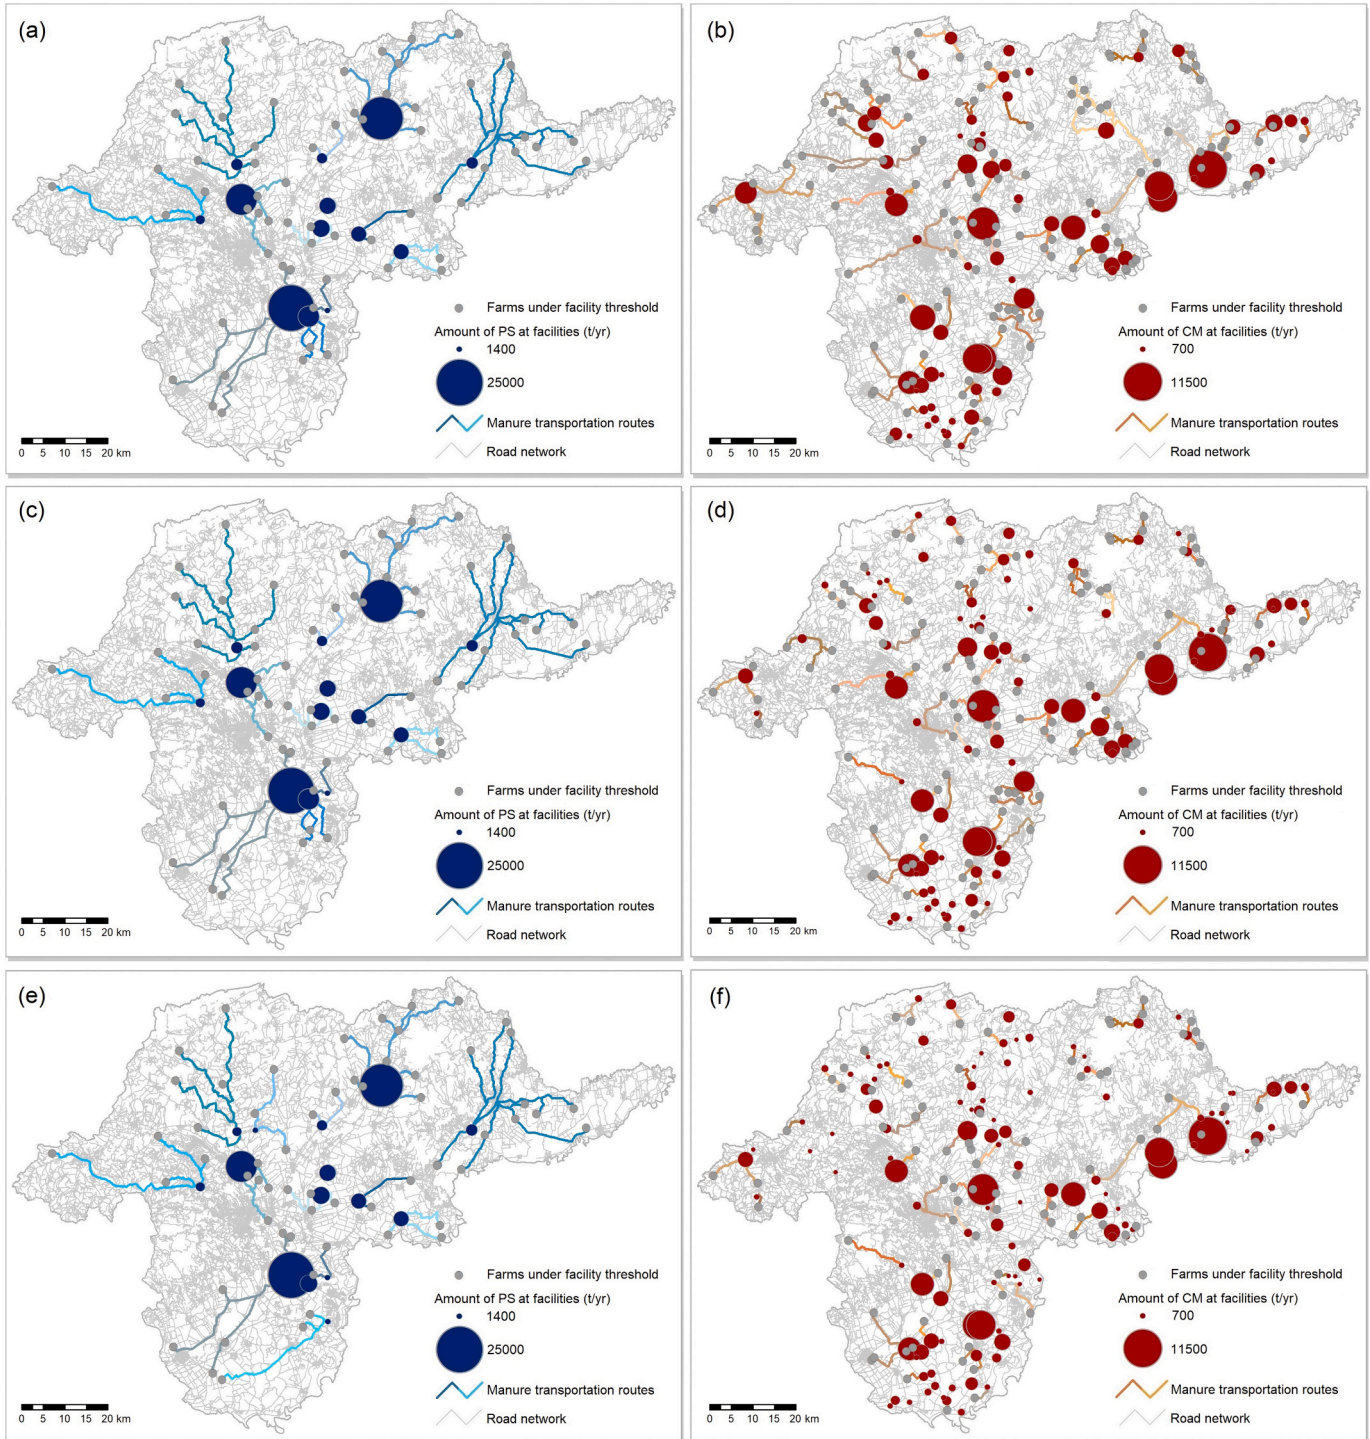 (a)
Farms under facility threshold
Amount of PS at facilities (t/yr)
1400
25000
Manure transportation routes
Road network
0 5 10 15 20 km
(b)
Farms under facility threshold
Amount of CM at facilities (t/yr)
700
11500
Manure transportation routes
Road network
0 5 10 15 20 km
(c)
Farms under facility threshold
Amount of PS at facilities (t/yr)
1400
25000
Manure transportation routes
Road network
0 5 10 15 20 km
(d)
Farms under facility threshold
Amount of CM at facilities (t/yr)
700
11500
Manure transportation routes
Road network
0 5 10 15 20 km
(e)
Farms under facility threshold
Amount of PS at facilities (t/yr)
1400
25000
Manure transportation routes
Road network
0 5 10 15 20 km
(f)
Farms under facility threshold
Amount of CM at facilities (t/yr)
700
11500
Manure transportation routes
Road network
0 5 10 15 20 km